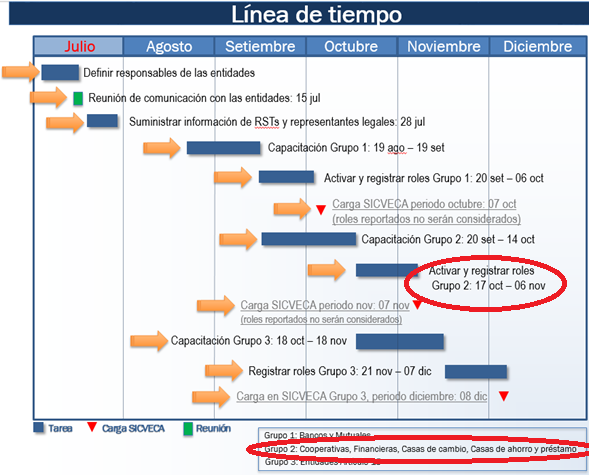 Línea de tiempo
Julio
Agosto
Setiembre
Octubre
Noviembre
Diciembre
Definir responsables de las entidades
Reunión de comunicación con las entidades: 15 jul
Suministrar información de RSTs y representantes legales: 28 jul
Capacitación Grupo 1: 19 ago – 19 set
Activar y registrar roles Grupo 1: 20 set – 06 oct
Carga SICVECA periodo octubre: 07 oct
(roles reportados no serán considerados)
Capacitación Grupo 2: 20 set – 14 oct
Activar y registrar roles
Grupo 2: 17 oct – 06 nov
Carga SICVECA periodo nov: 07 nov
(roles reportados no serán considerados)
Capacitación Grupo 3: 18 oct – 18 nov
Registrar roles Grupo 3: 21 nov – 07 dic
Carga en SICVECA Grupo 3, periodo diciembre: 08 dic
Tarea
Carga SICVECA
Reunión
Grupo 1: Bancos y Mutuales
Grupo 2: Cooperativas, Financieras, Casas de cambio, Casas de ahorro y préstamo
Grupo 3: Entidades